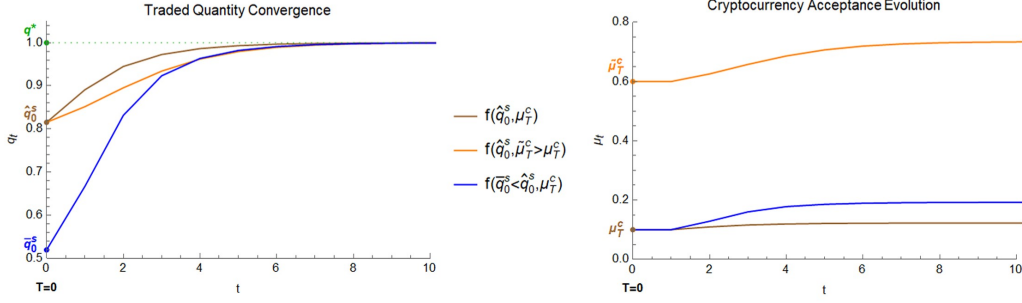 Traded Quantity Convergence
q*
1.0
0.9
q̂₀ˢ
0.8
qₜ
0.7
0.6
q̄₀ˢ
0.5
0 2 4 6 8 10
T=0 t
f(q̂₀ˢ,μ_T^c)
f(q̂₀ˢ,μ̃_T^c>μ_T^c)
f(q̄₀ˢ<q̂₀ˢ,μ_T^c)
Cryptocurrency Acceptance Evolution
0.8
μ̃_T^c
0.6
μₜ
0.4
0.2
μ_T^c
0.0
0 2 4 6 8 10
T=0 t